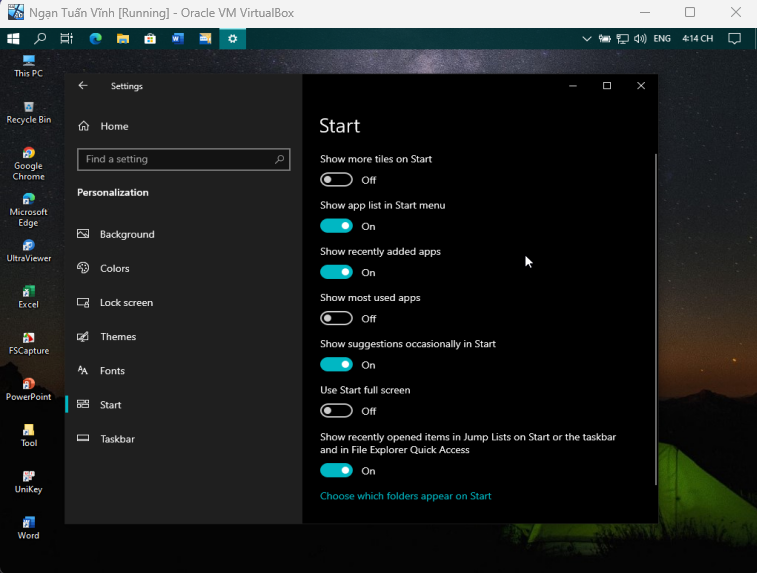 Ngạn Tuấn Vĩnh [Running] - Oracle VM VirtualBox
ENG
4:14 CH
This PC
Recycle Bin
Google
Chrome
Microsoft
Edge
UltraViewer
Excel
FSCapture
PowerPoint
Tool
UniKey
Word
Settings
Home
Find a setting
Personalization
Background
Colors
Lock screen
Themes
Fonts
Start
Taskbar
Start
Show more tiles on Start
Off
Show app list in Start menu
On
Show recently added apps
On
Show most used apps
Off
Show suggestions occasionally in Start
On
Use Start full screen
Off
Show recently opened items in Jump Lists on Start or the taskbar
and in File Explorer Quick Access
On
Choose which folders appear on Start